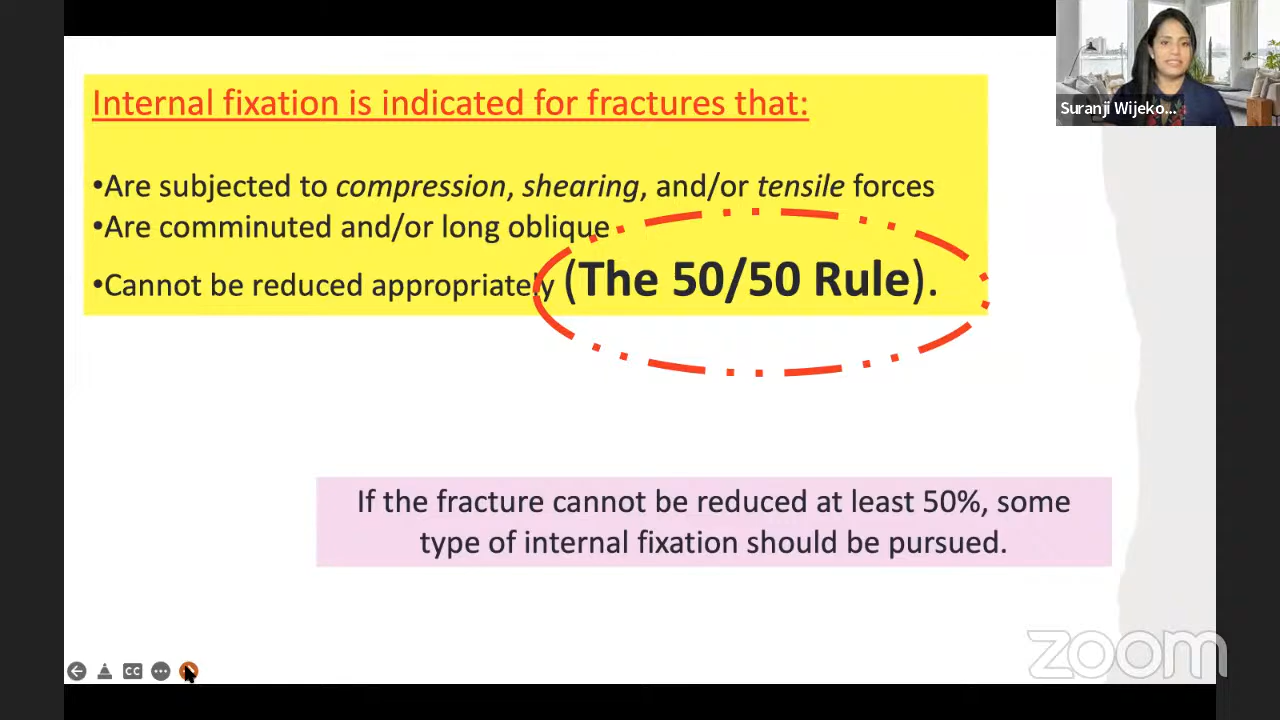 Internal fixation is indicated for fractures that:
•Are subjected to compression, shearing, and/or tensile forces
•Are comminuted and/or long oblique
•Cannot be reduced appropriately (The 50/50 Rule).
If the fracture cannot be reduced at least 50%, some
type of internal fixation should be pursued.
Suranji Wijeko...
CC
zoom